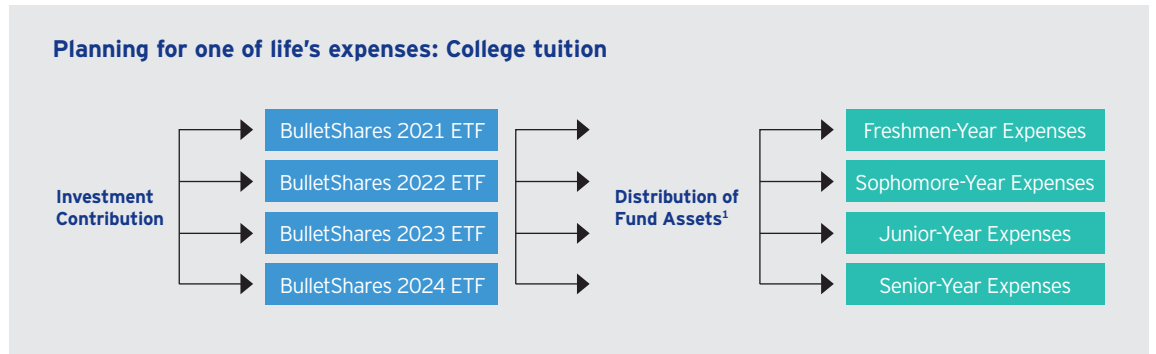 Planning for one of life's expenses: College tuition
Investment
Contribution
BulletShares 2021 ETF
BulletShares 2022 ETF
BulletShares 2023 ETF
BulletShares 2024 ETF
Distribution of
Fund Assets¹
Freshmen-Year Expenses
Sophomore-Year Expenses
Junior-Year Expenses
Senior-Year Expenses